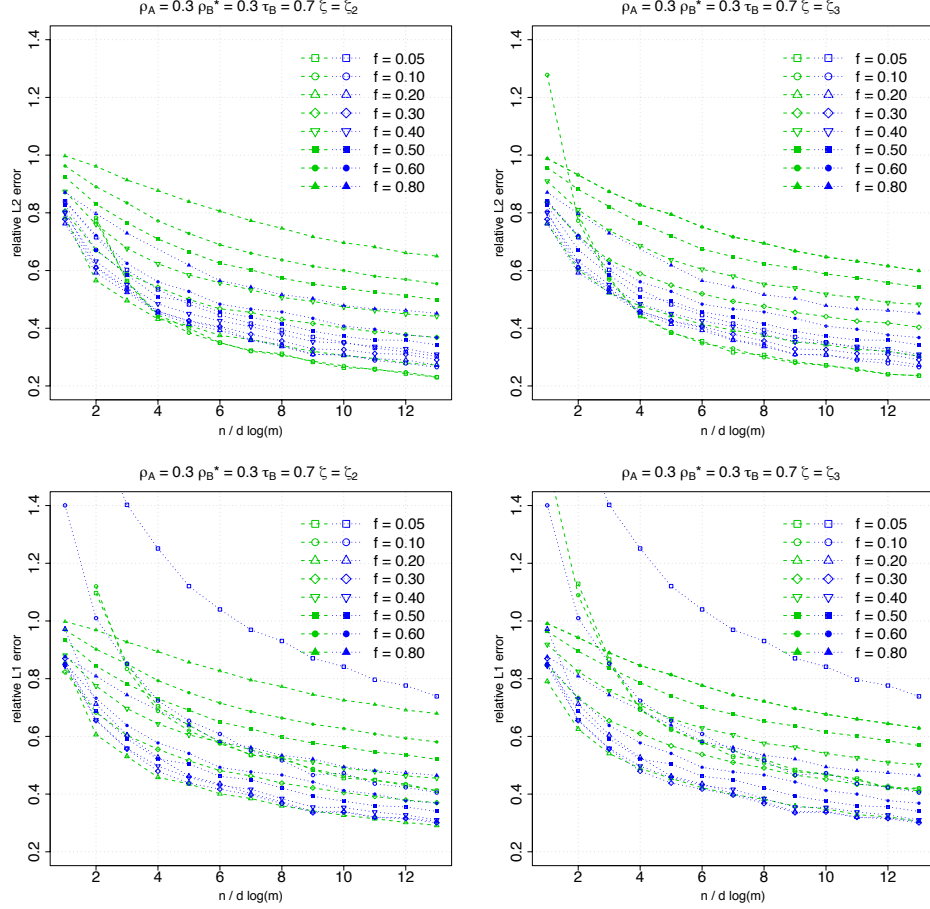 ρA = 0.3 ρB* = 0.3 τB = 0.7 ζ = ζ2
relative L2 error
1.4
1.2
1.0
0.8
0.6
0.4
0.2
f = 0.05
f = 0.10
f = 0.20
f = 0.30
f = 0.40
f = 0.50
f = 0.60
f = 0.80
2 4 6 8 10 12
n / d log(m)
ρA = 0.3 ρB* = 0.3 τB = 0.7 ζ = ζ3
relative L2 error
1.4
1.2
1.0
0.8
0.6
0.4
0.2
f = 0.05
f = 0.10
f = 0.20
f = 0.30
f = 0.40
f = 0.50
f = 0.60
f = 0.80
2 4 6 8 10 12
n / d log(m)
ρA = 0.3 ρB* = 0.3 τB = 0.7 ζ = ζ2
relative L1 error
1.4
1.2
1.0
0.8
0.6
0.4
0.2
f = 0.05
f = 0.10
f = 0.20
f = 0.30
f = 0.40
f = 0.50
f = 0.60
f = 0.80
2 4 6 8 10 12
n / d log(m)
ρA = 0.3 ρB* = 0.3 τB = 0.7 ζ = ζ3
relative L1 error
1.4
1.2
1.0
0.8
0.6
0.4
0.2
f = 0.05
f = 0.10
f = 0.20
f = 0.30
f = 0.40
f = 0.50
f = 0.60
f = 0.80
2 4 6 8 10 12
n / d log(m)